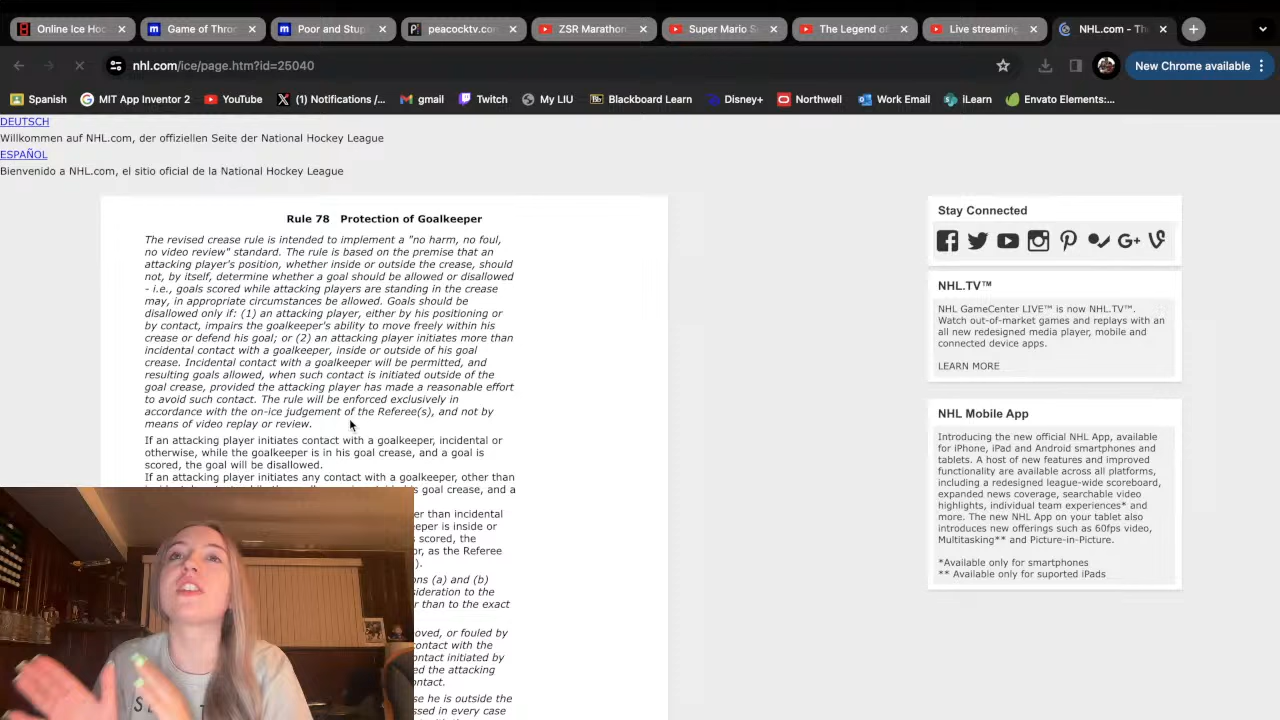 Online Ice Hoc
Game of Thron
Poor and Stup
peacocktv.com
ZSR Marathon
Super Mario S
The Legend of
Live streaming
NHL.com - Th
nhl.com/ice/page.htm?id=25040
New Chrome available
Spanish
MIT App Inventor 2
YouTube
(1) Notifications /...
gmail
Twitch
My LIU
Blackboard Learn
Disney+
Northwell
Work Email
iLearn
Envato Elements:...
DEUTSCH
Willkommen auf NHL.com, der offiziellen Seite der National Hockey League
ESPAÑOL
Bienvenido a NHL.com, el sitio oficial de la National Hockey League
Rule 78 Protection of Goalkeeper
The revised crease rule is intended to implement a "no harm, no foul,
no video review" standard. The rule is based on the premise that an
attacking player's position, whether inside or outside the crease, should
not, by itself, determine whether a goal should be allowed or disallowed
- i.e., goals scored while attacking players are standing in the crease
may, in appropriate circumstances be allowed. Goals should be
disallowed only if: (1) an attacking player, either by his positioning or
by contact, impairs the goalkeeper's ability to move freely within his
crease or defend his goal; or (2) an attacking player initiates more than
incidental contact with a goalkeeper, inside or outside of his goal
crease. Incidental contact with a goalkeeper will be permitted, and
resulting goals allowed, when such contact is initiated outside of the
goal crease, provided the attacking player has made a reasonable effort
to avoid such contact. The rule will be enforced exclusively in
accordance with the on-ice judgement of the Referee(s), and not by
means of video replay or review.
If an attacking player initiates contact with a goalkeeper, incidental or
otherwise, while the goalkeeper is in his goal crease, and a goal is
scored, the goal will be disallowed.
If an attacking player initiates any contact with a goalkeeper, other than
goal crease, and a
er than incidental
eeper is inside or
scored, the
or, as the Referee
).
ons (a) and (b)
sideration to the
r than to the exact
oved, or fouled by
ontact with the
ontact initiated by
ed the attacking
ontact.
se he is outside the
ssed in every case
Stay Connected
NHL.TV™
NHL GameCenter LIVE™ is now NHL.TV™.
Watch out-of-market games and replays with an
all new redesigned media player, mobile and
connected device apps.
LEARN MORE
NHL Mobile App
Introducing the new official NHL App, available
for iPhone, iPad and Android smartphones and
tablets. A host of new features and improved
functionality are available across all platforms,
including a redesigned league-wide scoreboard,
expanded news coverage, searchable video
highlights, individual team experiences* and
more. The new NHL App on your tablet also
introduces new offerings such as 60fps video,
Multitasking** and Picture-in-Picture.
*Available only for smartphones
** Available only for suported iPads